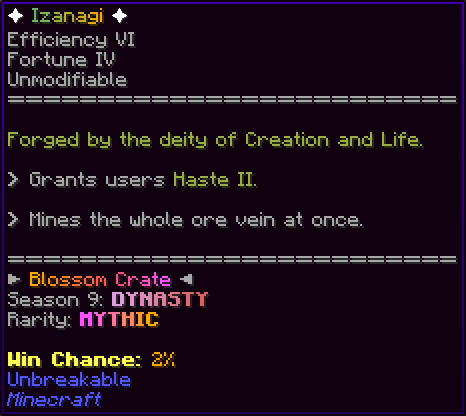 ✦ Izanagi ✦
Efficiency VI
Fortune IV
Unmodifiable
===================================
Forged by the deity of Creation and Life.
> Grants users Haste II.
> Mines the whole ore vein at once.
===================================
► Blossom Crate ◄
Season 9: DYNASTY
Rarity: MYTHIC
Win Chance: 2%
Unbreakable
Minecraft